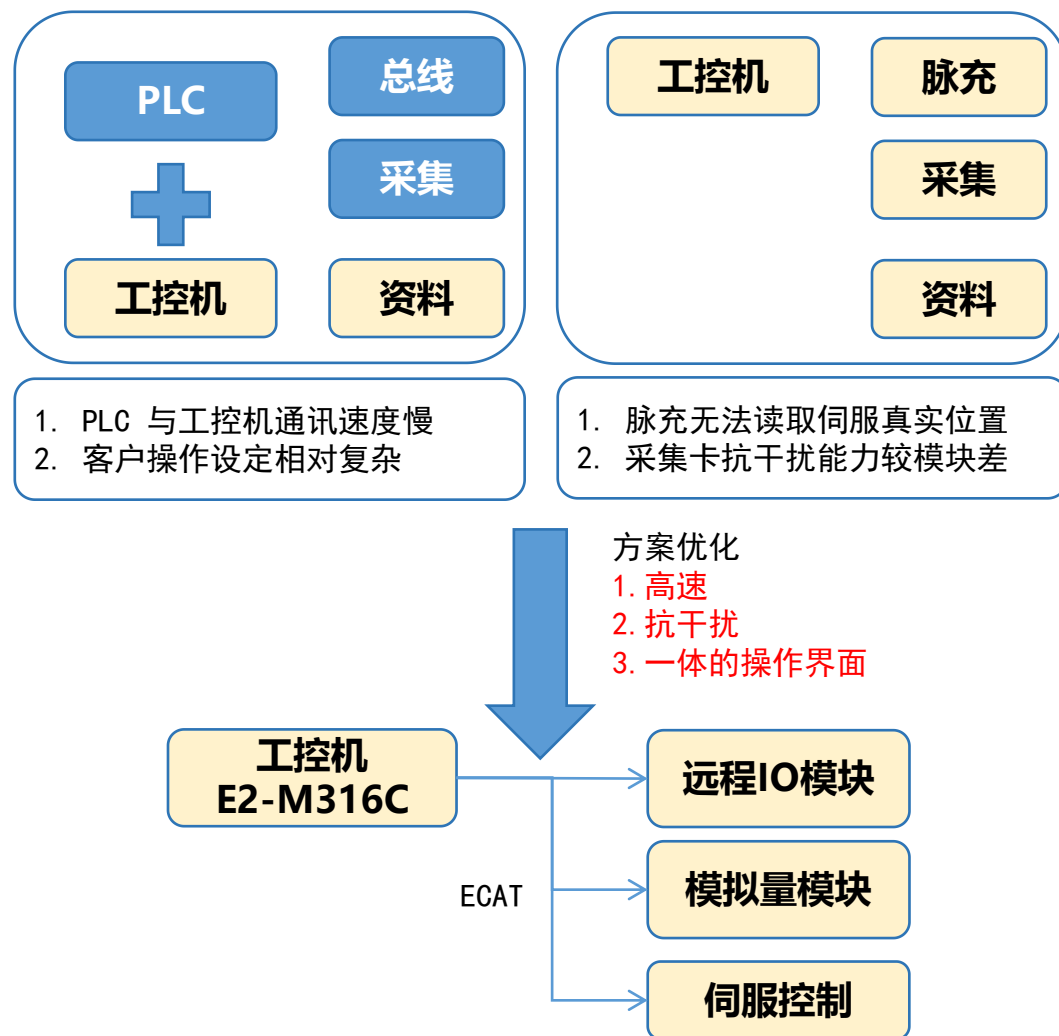 PLC
总线
采集
工控机
资料
工控机
脉充
采集
资料
1. PLC 与工控机通讯速度慢
2. 客户操作设定相对复杂
1. 脉充无法读取伺服真实位置
2. 采集卡抗干扰能力较模块差
方案优化
1.高速
2.抗干扰
3.一体的操作界面
工控机
E2-M316C
ECAT
远程IO模块
模拟量模块
伺服控制